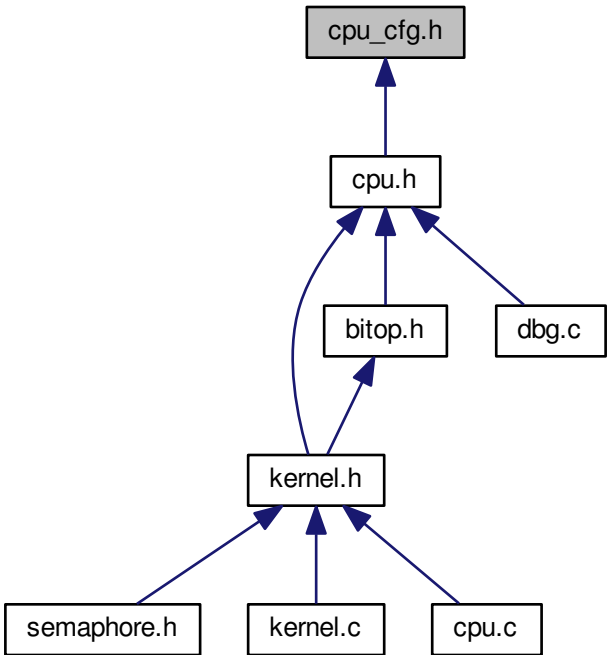 cpu_cfg.h
cpu.h
bitop.h
dbg.c
kernel.h
semaphore.h
kernel.c
cpu.c